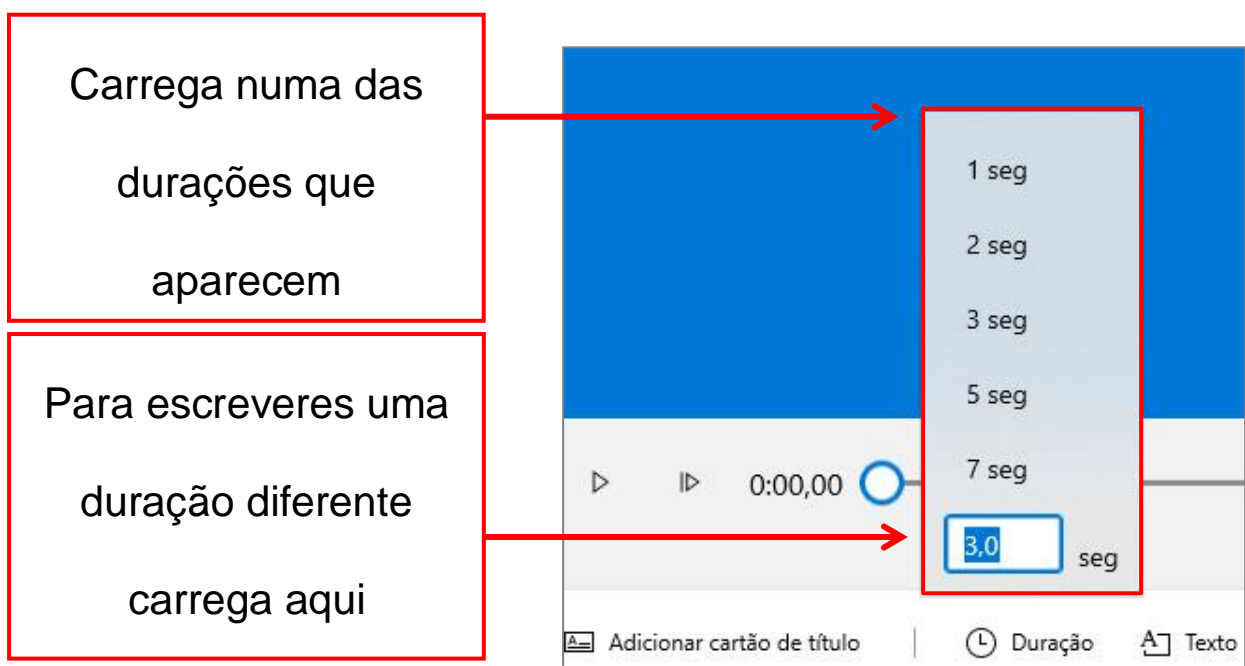 Carrega numa das
durações que
aparecem
Para escreveres uma
duração diferente
carrega aqui
1 seg
2 seg
3 seg
5 seg
7 seg
0:00,00
3,0 seg
Adicionar cartão de título
Duração
Texto